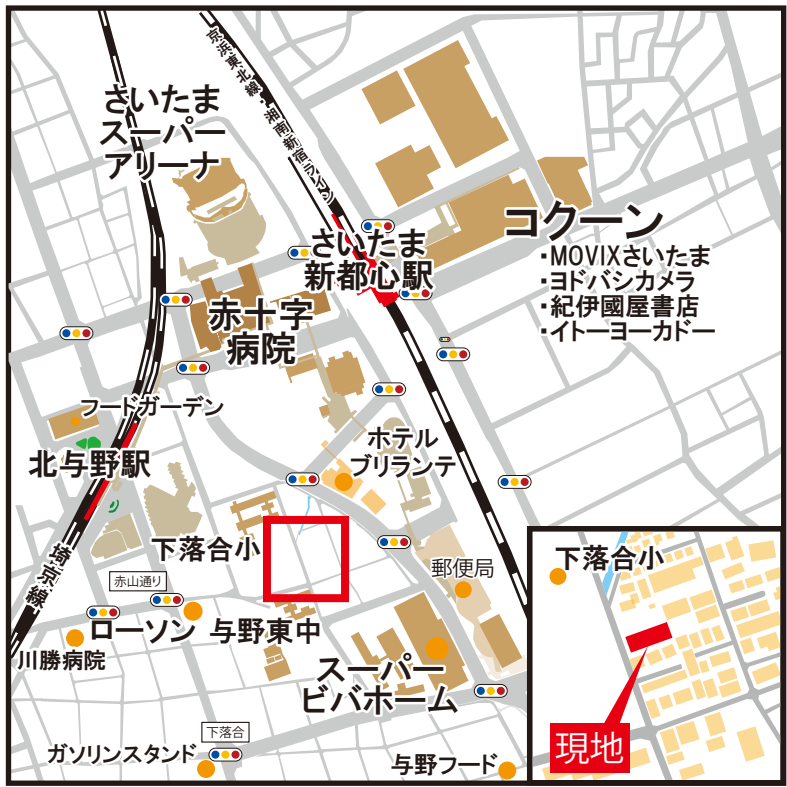 京浜東北線・湘南新宿ライン
さいたま
スーパー
アリーナ
コクーン
・MOVIXさいたま
・ヨドバシカメラ
・紀伊國屋書店
・イトーヨーカドー
さいたま
新都心駅
赤十字
病院
フードガーデン
北与野駅
ホテル
ブリランテ
埼京線
下落合小
郵便局
赤山通り
ローソン
与野東中
川勝病院
スーパー
ビバホーム
下落合
ガソリンスタンド
与野フード
下落合小
現地